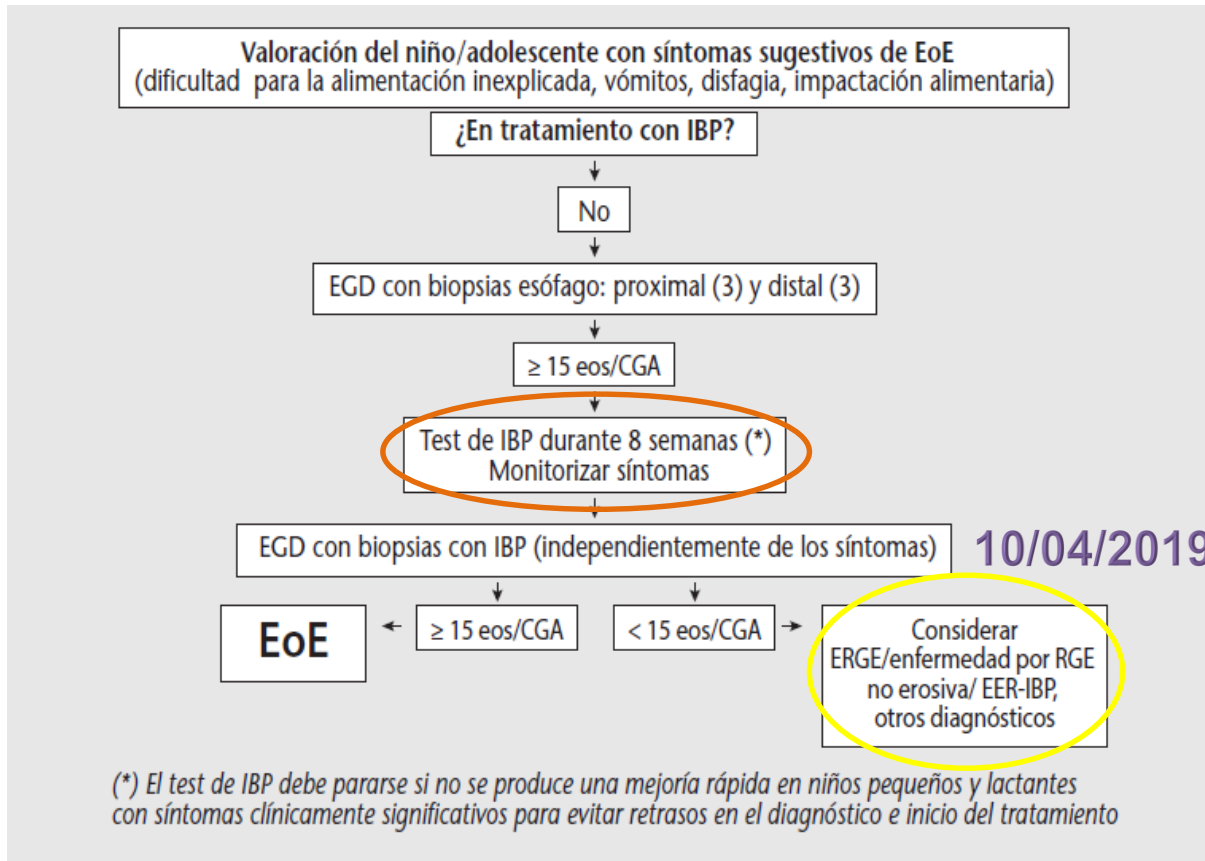 Valoración del niño/adolescente con síntomas sugestivos de EoE
(dificultad para la alimentación inexplicada, vómitos, disfagia, impactación alimentaria)
¿En tratamiento con IBP?
No
EGD con biopsias esófago: proximal (3) y distal (3)
≥ 15 eos/CGA
Test de IBP durante 8 semanas (*)
Monitorizar síntomas
EGD con biopsias con IBP (independientemente de los síntomas)
10/04/2019
EoE
≥ 15 eos/CGA
< 15 eos/CGA
Considerar
ERGE/enfermedad por RGE
no erosiva/ EER-IBP,
otros diagnósticos
(*) El test de IBP debe pararse si no se produce una mejoría rápida en niños pequeños y lactantes
con síntomas clínicamente significativos para evitar retrasos en el diagnóstico e inicio del tratamiento